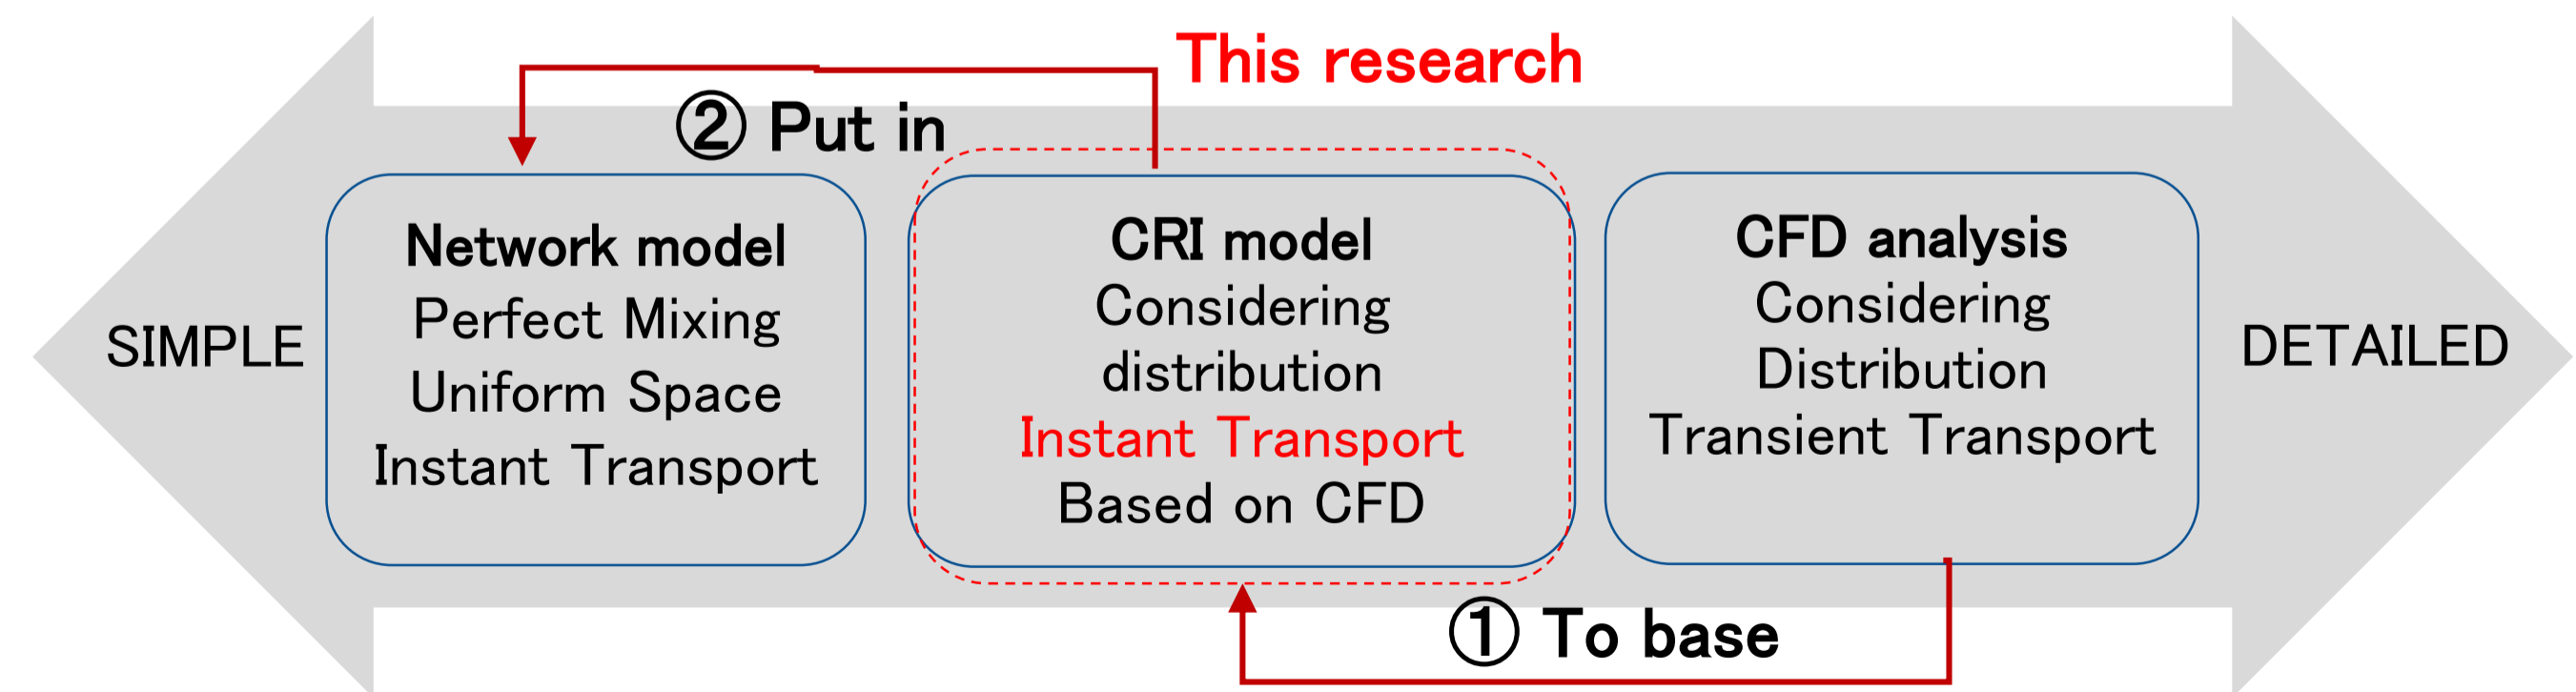 This research
② Put in
SIMPLE
Network model
Perfect Mixing
Uniform Space
Instant Transport
CRI model
Considering
distribution
Instant Transport
Based on CFD
CFD analysis
Considering
Distribution
Transient Transport
DETAILED
① To base